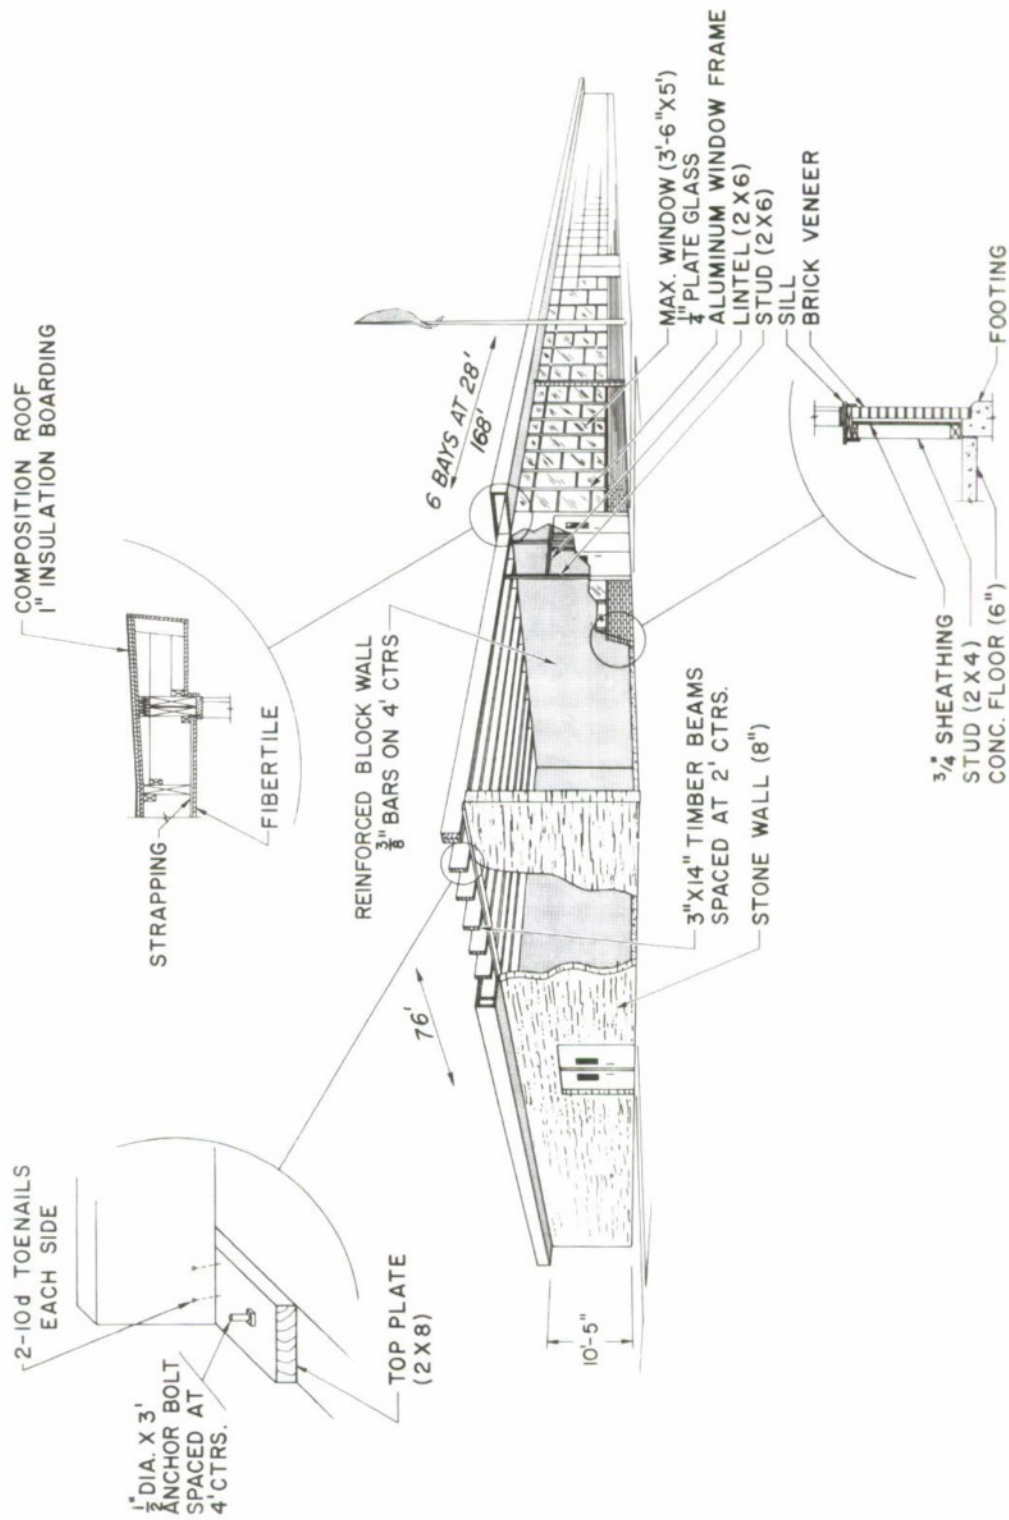 2-10d TOENAILS
EACH SIDE
1/2" DIA. X 3'
ANCHOR BOLT
SPACED AT
4' CTRS.
TOP PLATE
(2X8)
COMPOSITION ROOF
1" INSULATION BOARDING
STRAPPING
FIBERTILE
REINFORCED BLOCK WALL
3/8" BARS ON 4' CTRS
6 BAYS AT 28'
168'
76'
10'-5"
3"X14" TIMBER BEAMS
SPACED AT 2' CTRS.
STONE WALL (8")
MAX. WINDOW (3'-6"X5')
1/4" PLATE GLASS
ALUMINUM WINDOW FRAME
LINTEL (2X6)
STUD (2X6)
SILL
BRICK VENEER
3/4" SHEATHING
STUD (2X4)
CONC. FLOOR (6")
FOOTING